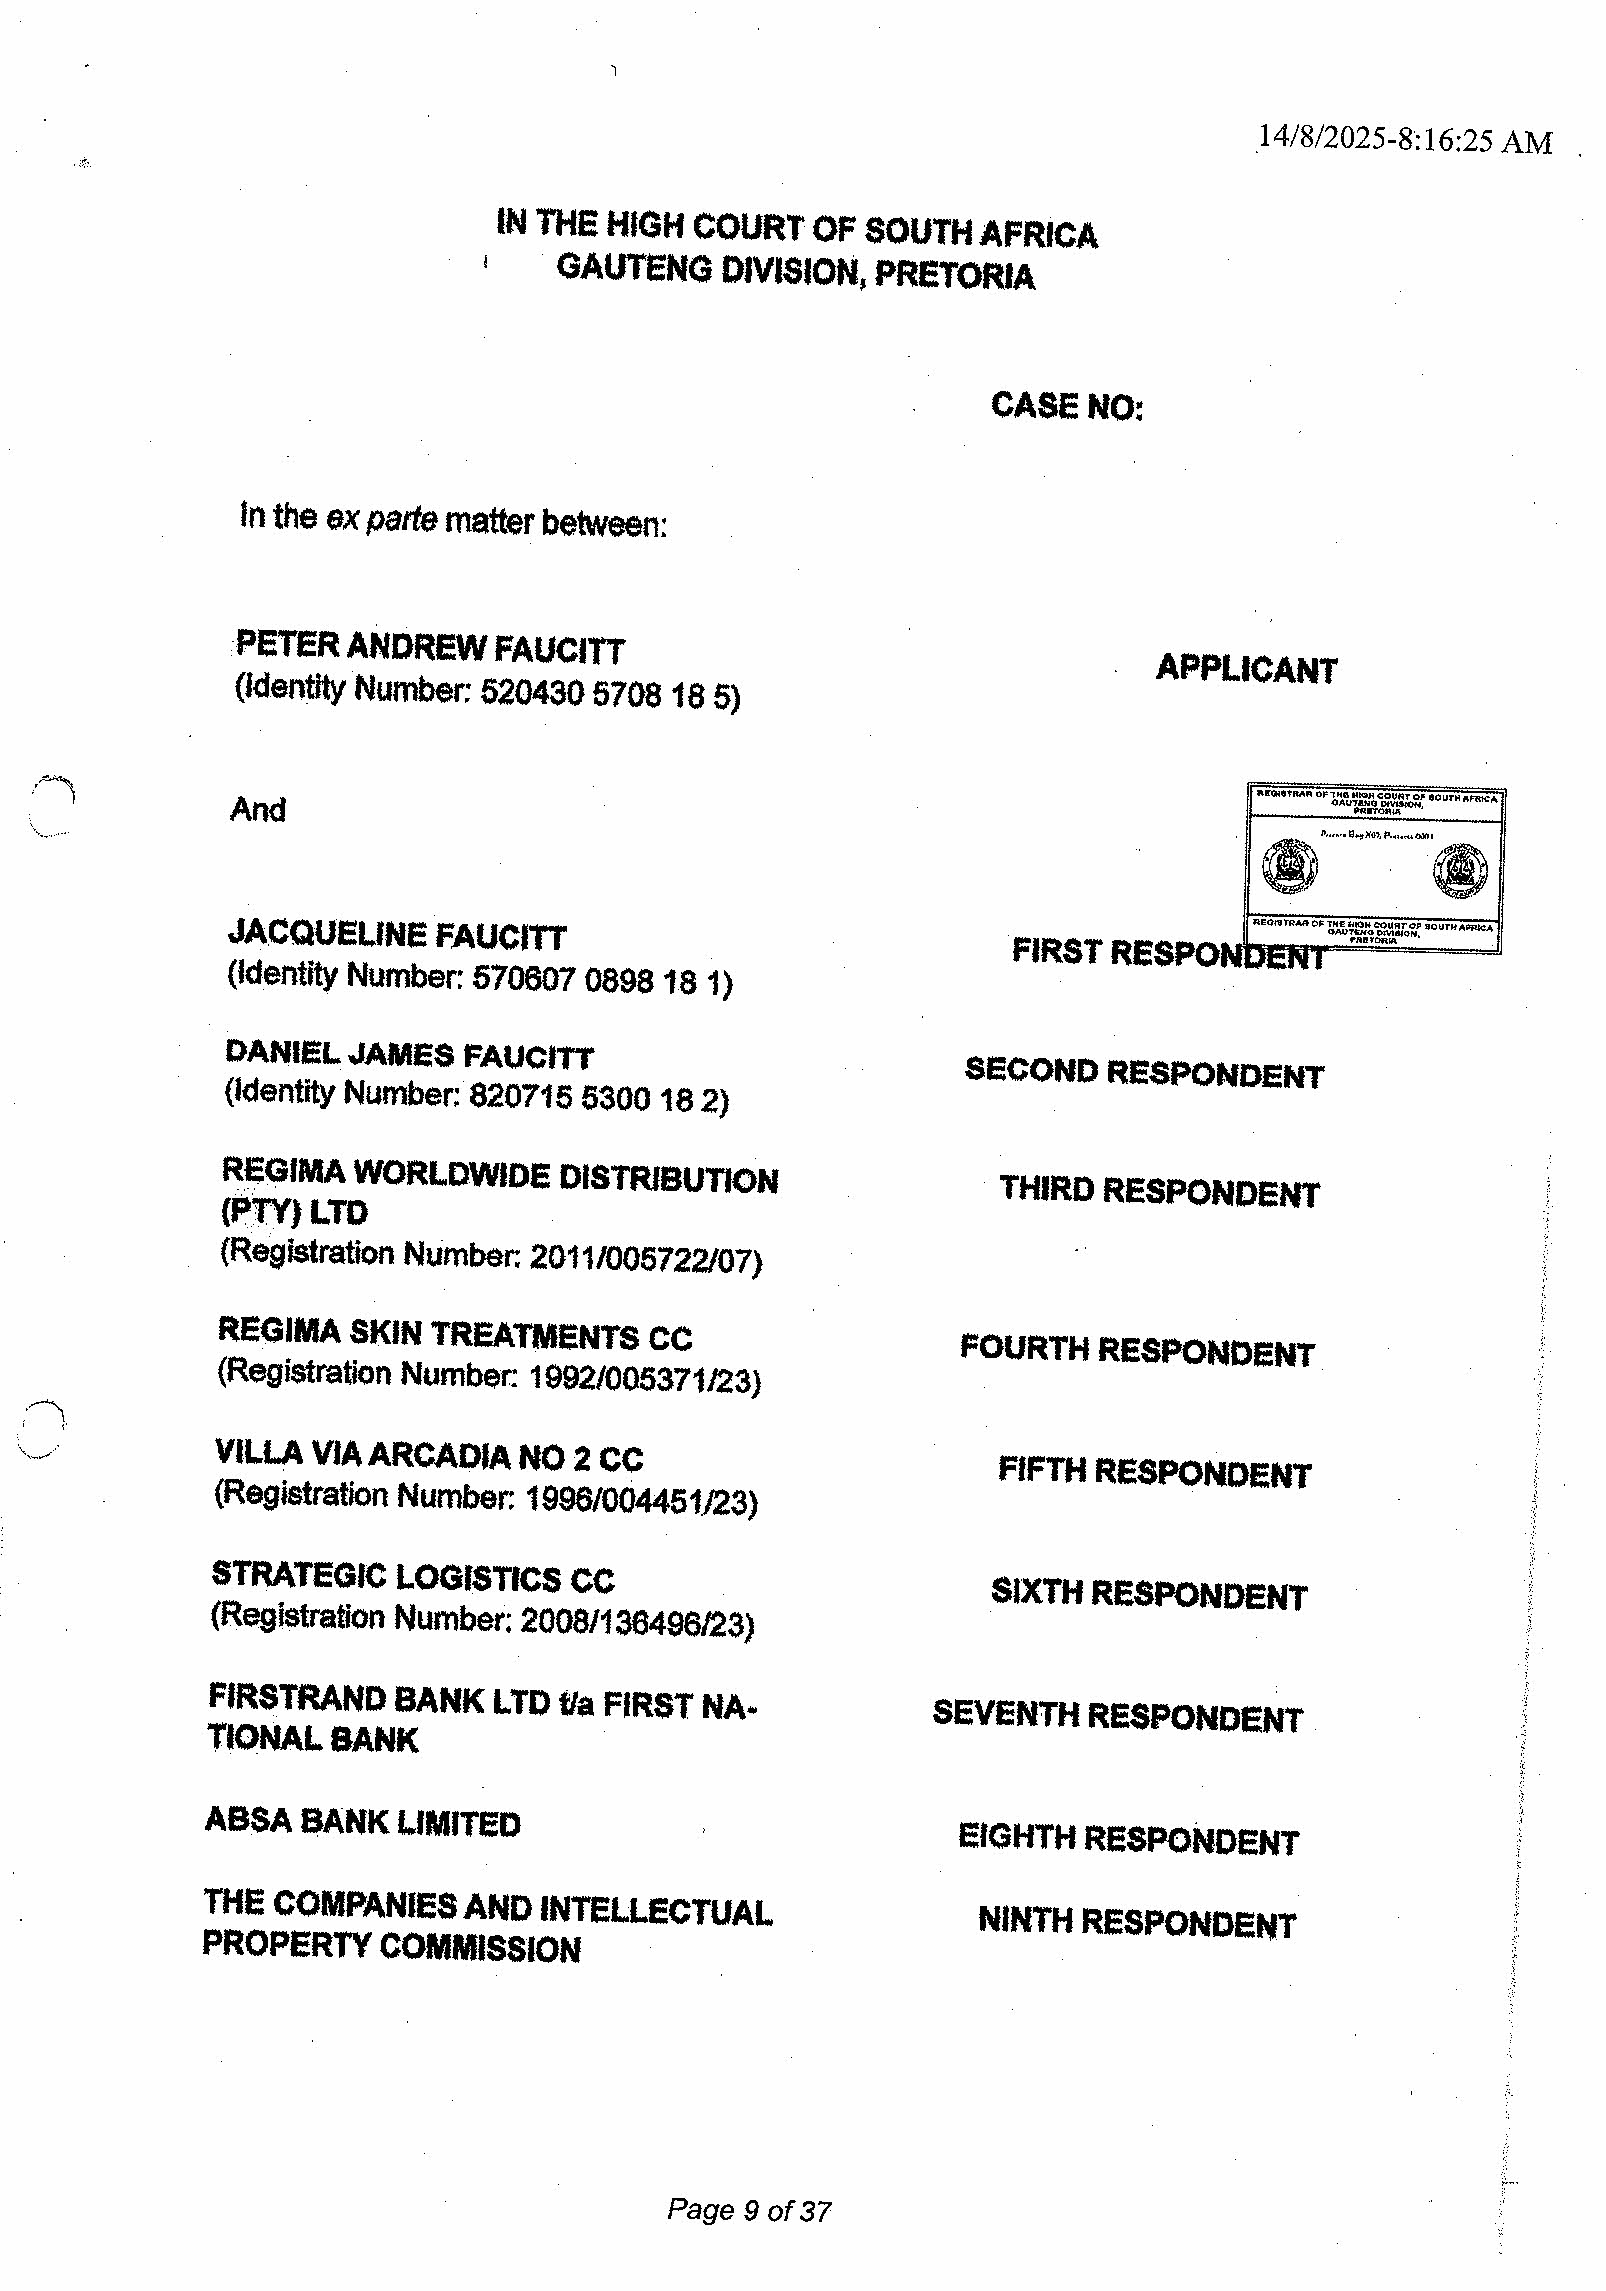 14/8/2025-8:16:25 AM
IN THE HIGH COURT OF SOUTH AFRICA
GAUTENG DIVISION, PRETORIA
CASE NO:
In the ex parte matter between:
PETER ANDREW FAUCITT
(Identity Number: 520430 5708 18 5)
APPLICANT
And
REGISTRAR OF THE HIGH COURT OF SOUTH AFRICA
GAUTENG DIVISION,
PRETORIA
Private Bag X67, Pretoria 0001
REGISTRAR OF THE HIGH COURT OF SOUTH AFRICA
GAUTENG DIVISION,
PRETORIA
JACQUELINE FAUCITT
(Identity Number: 570607 0898 18 1)
FIRST RESPONDENT
DANIEL JAMES FAUCITT
(Identity Number: 820715 5300 18 2)
SECOND RESPONDENT
REGIMA WORLDWIDE DISTRIBUTION
(PTY) LTD
(Registration Number: 2011/005722/07)
THIRD RESPONDENT
REGIMA SKIN TREATMENTS CC
(Registration Number: 1992/005371/23)
FOURTH RESPONDENT
VILLA VIA ARCADIA NO 2 CC
(Registration Number: 1996/004451/23)
FIFTH RESPONDENT
STRATEGIC LOGISTICS CC
(Registration Number: 2008/136496/23)
SIXTH RESPONDENT
FIRSTRAND BANK LTD t/a FIRST NA-
TIONAL BANK
SEVENTH RESPONDENT
ABSA BANK LIMITED
EIGHTH RESPONDENT
THE COMPANIES AND INTELLECTUAL
PROPERTY COMMISSION
NINTH RESPONDENT
Page 9 of 37